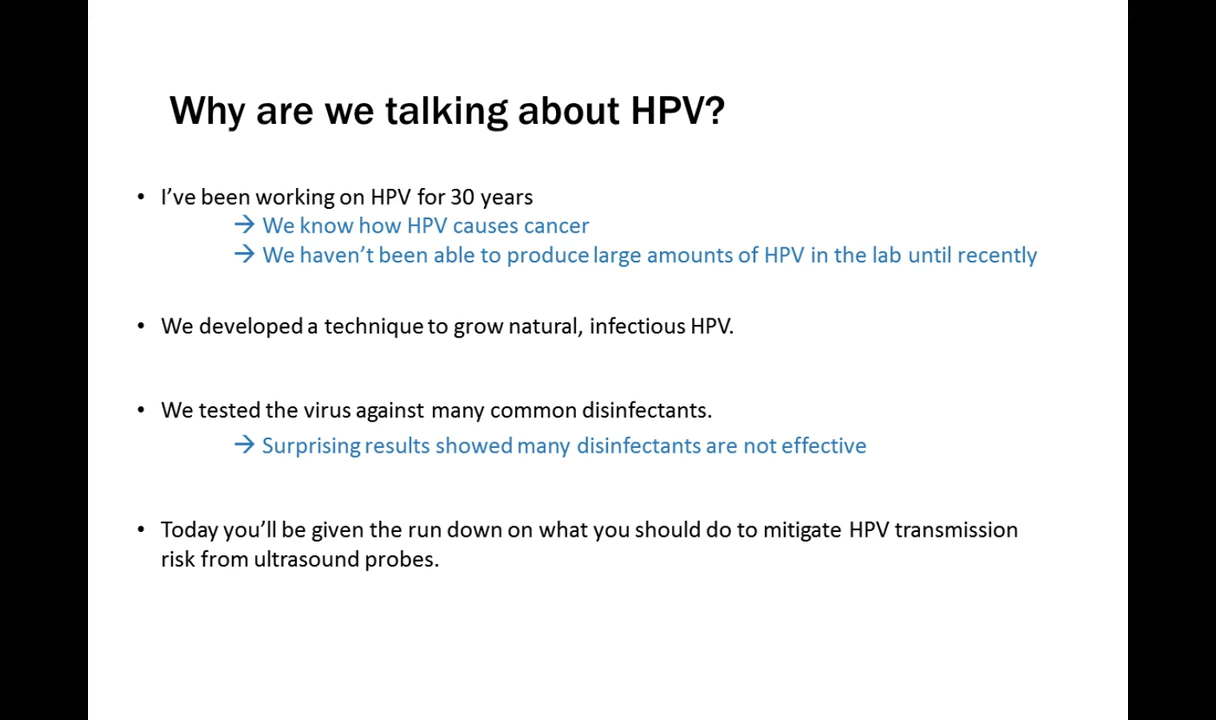 Why are we talking about HPV?
• I've been working on HPV for 30 years
→ We know how HPV causes cancer
→ We haven't been able to produce large amounts of HPV in the lab until recently
• We developed a technique to grow natural, infectious HPV.
• We tested the virus against many common disinfectants.
→ Surprising results showed many disinfectants are not effective
• Today you'll be given the run down on what you should do to mitigate HPV transmission
risk from ultrasound probes.